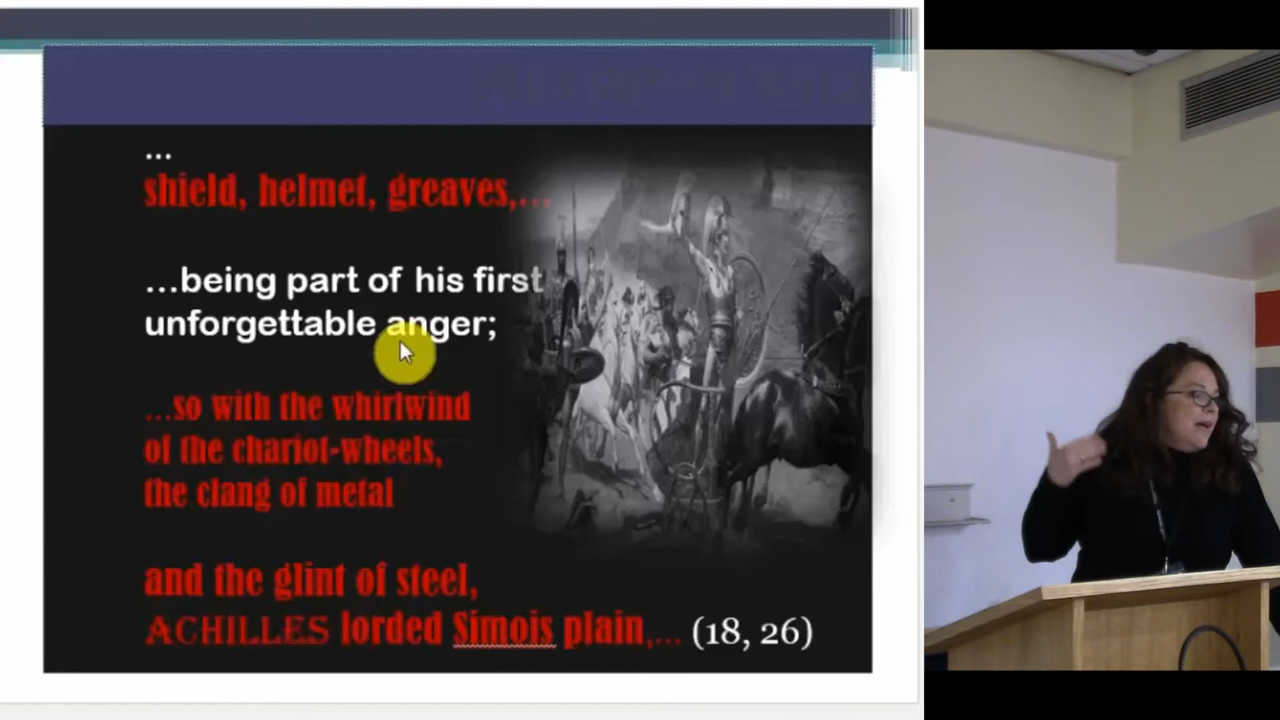 ...
shield, helmet, greaves,...
...being part of his first
unforgettable anger;
...so with the whirlwind
of the chariot-wheels,
the clang of metal
and the glint of steel,
ACHILLES lorded Simois plain,... (18, 26)